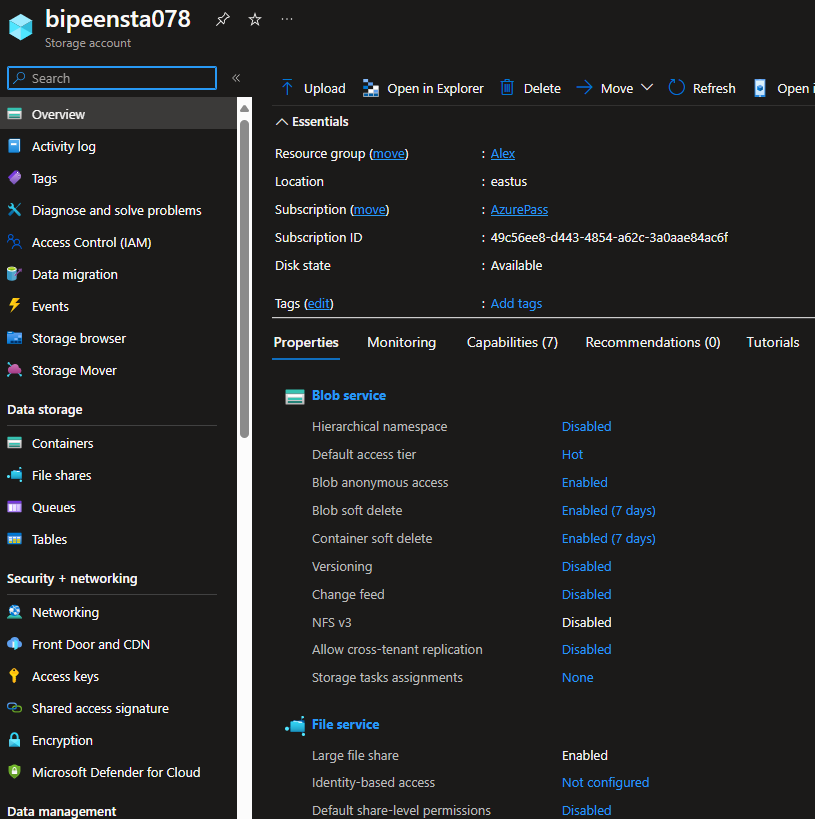 bipeensta078
Storage account
Search
Overview
Activity log
Tags
Diagnose and solve problems
Access Control (IAM)
Data migration
Events
Storage browser
Storage Mover
Data storage
Containers
File shares
Queues
Tables
Security + networking
Networking
Front Door and CDN
Access keys
Shared access signature
Encryption
Microsoft Defender for Cloud
Data management
Upload Open in Explorer Delete Move Refresh Open i
Essentials
Resource group (move) : Alex
Location : eastus
Subscription (move) : AzurePass
Subscription ID : 49c56ee8-d443-4854-a62c-3a0aae84ac6f
Disk state : Available
Tags (edit) : Add tags
Properties Monitoring Capabilities (7) Recommendations (0) Tutorials
Blob service
Hierarchical namespace Disabled
Default access tier Hot
Blob anonymous access Enabled
Blob soft delete Enabled (7 days)
Container soft delete Enabled (7 days)
Versioning Disabled
Change feed Disabled
NFS v3 Disabled
Allow cross-tenant replication Disabled
Storage tasks assignments None
File service
Large file share Enabled
Identity-based access Not configured
Default share-level permissions Disabled